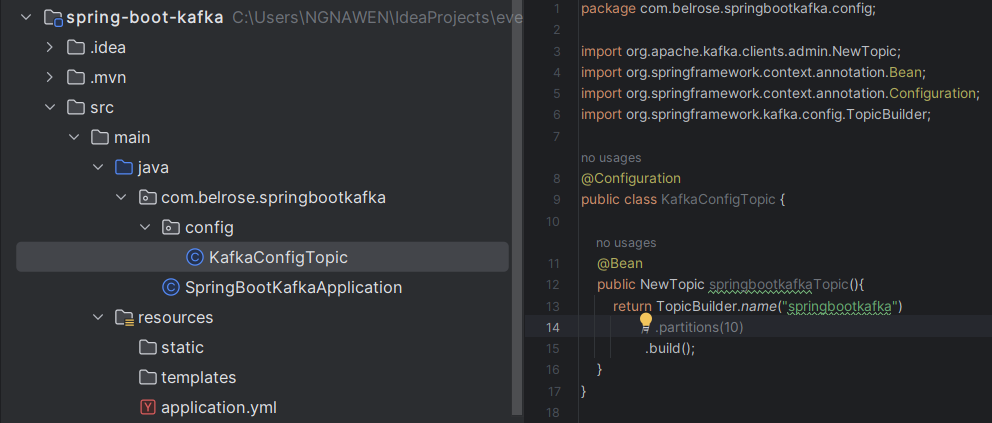 spring-boot-kafka C:\Users\NGNAWEN\IdeaProjects\eve
.idea
.mvn
src
main
java
com.belrose.springbootkafka
config
KafkaConfigTopic
SpringBootKafkaApplication
resources
static
templates
application.yml
1 package com.belrose.springbootkafka.config;
2
3 import org.apache.kafka.clients.admin.NewTopic;
4 import org.springframework.context.annotation.Bean;
5 import org.springframework.context.annotation.Configuration;
6 import org.springframework.kafka.config.TopicBuilder;
7
no usages
8 @Configuration
9 public class KafkaConfigTopic {
10
no usages
11 @Bean
12 public NewTopic springbootkafkaTopic(){
13 return TopicBuilder.name("springbootkafka")
14 .partitions(10)
15 .build();
16 }
17 }
18